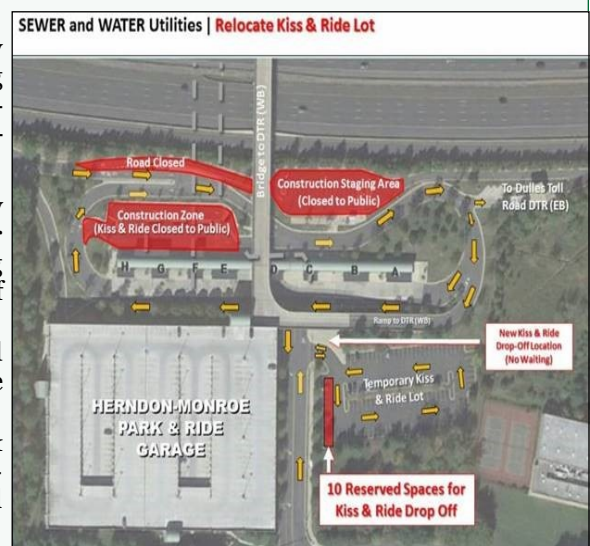 SEWER and WATER Utilities | Relocate Kiss & Ride Lot
Bridge to DTR (WB)
Road Closed
Construction Staging Area
(Closed to Public)
To Dulles Toll
Road DTR (EB)
Construction Zone
(Kiss & Ride Closed to Public)
H G F E D C B A
Ramp to DTR (WB)
New Kiss & Ride
Drop-Off Location
(No Waiting)
Temporary Kiss
& Ride Lot
HERNDON-MONROE
PARK & RIDE
GARAGE
10 Reserved Spaces for
Kiss & Ride Drop Off